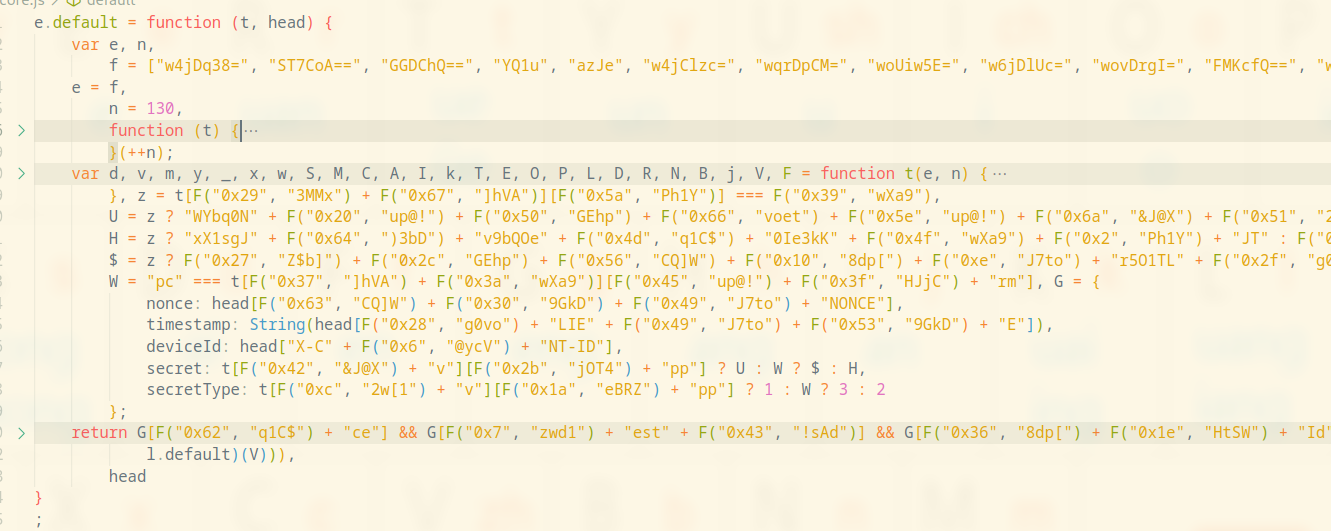 core.js > default
e.default = function (t, head) {
var e, n,
f = ["w4jDq38=", "ST7CoA==", "GGDChQ==", "YQ1u", "azJe", "w4jClzc=", "wqrDpCM=", "woUiw5E=", "w6jDlUc=", "wovDrgI=", "FMKcfQ==", "w
e = f,
n = 130,
function (t) {···
}(++n);
var d, v, m, y, _, x, w, S, M, C, A, I, k, T, E, O, P, L, D, R, N, B, j, V, F = function t(e, n) {···
}, z = t[F("0x29", "3MMx") + F("0x67", "]hVA")][F("0x5a", "Ph1Y")] === F("0x39", "wXa9"),
U = z ? "WYbq0N" + F("0x20", "up@!") + F("0x50", "GEhp") + F("0x66", "voet") + F("0x5e", "up@!") + F("0x6a", "&J@X") + F("0x51", "2
H = z ? "xX1sgJ" + F("0x64", ")3bD") + "v9bQOe" + F("0x4d", "q1C$") + "0Ie3kK" + F("0x4f", "wXa9") + F("0x2", "Ph1Y") + "JT" : F("0
$ = z ? F("0x27", "Z$b]") + F("0x2c", "GEhp") + F("0x56", "CQ]W") + F("0x10", "8dp[") + F("0xe", "J7to") + "r5O1TL" + F("0x2f", "g0
W = "pc" === t[F("0x37", "]hVA") + F("0x3a", "wXa9")][F("0x45", "up@!") + F("0x3f", "HJjC") + "rm"], G = {
nonce: head[F("0x63", "CQ]W") + F("0x30", "9GkD") + F("0x49", "J7to") + "NONCE"],
timestamp: String(head[F("0x28", "g0vo") + "LIE" + F("0x49", "J7to") + F("0x53", "9GkD") + "E"]),
deviceId: head["X-C" + F("0x6", "@ycV") + "NT-ID"],
secret: t[F("0x42", "&J@X") + "v"][F("0x2b", "jOT4") + "pp"] ? U : W ? $ : H,
secretType: t[F("0xc", "2w[1") + "v"][F("0x1a", "eBRZ") + "pp"] ? 1 : W ? 3 : 2
};
return G[F("0x62", "q1C$") + "ce"] && G[F("0x7", "zwd1") + "est" + F("0x43", "!sAd")] && G[F("0x36", "8dp[") + F("0x1e", "HtSW") + "Id"
l.default)(V))),
head
}
;